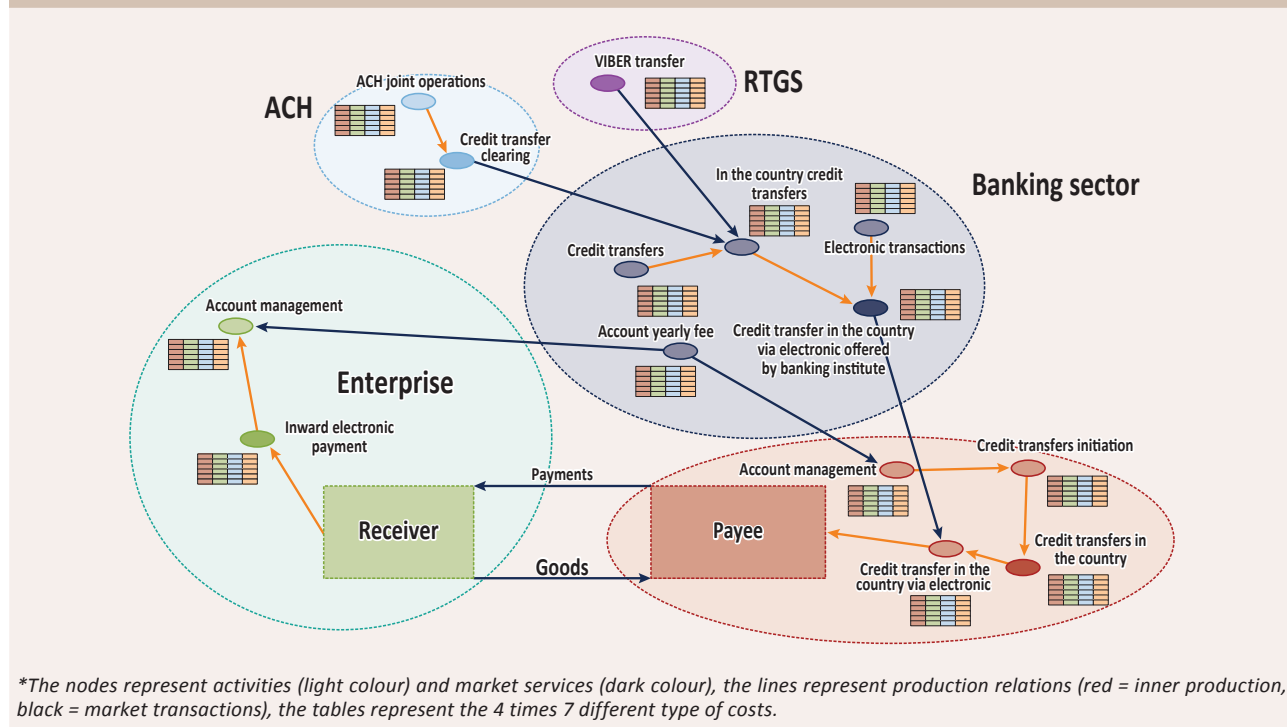 VIBER transfer
RTGS
ACH joint operations
ACH
Credit transfer
clearing
In the country credit
transfers
Banking sector
Electronic transactions
Credit transfers
Account management
Account yearly fee
Credit transfer in the country
via electronic offered
by banking institute
Enterprise
Inward electronic
payment
Credit-transfers initiation
Account management
Payments
Receiver
Payee
Credit transfers in
the country
Goods
Credit transfer in the
country via electronic
*The nodes represent activities (light colour) and market services (dark colour), the lines represent production relations (red = inner production,
black = market transactions), the tables represent the 4 times 7 different type of costs.